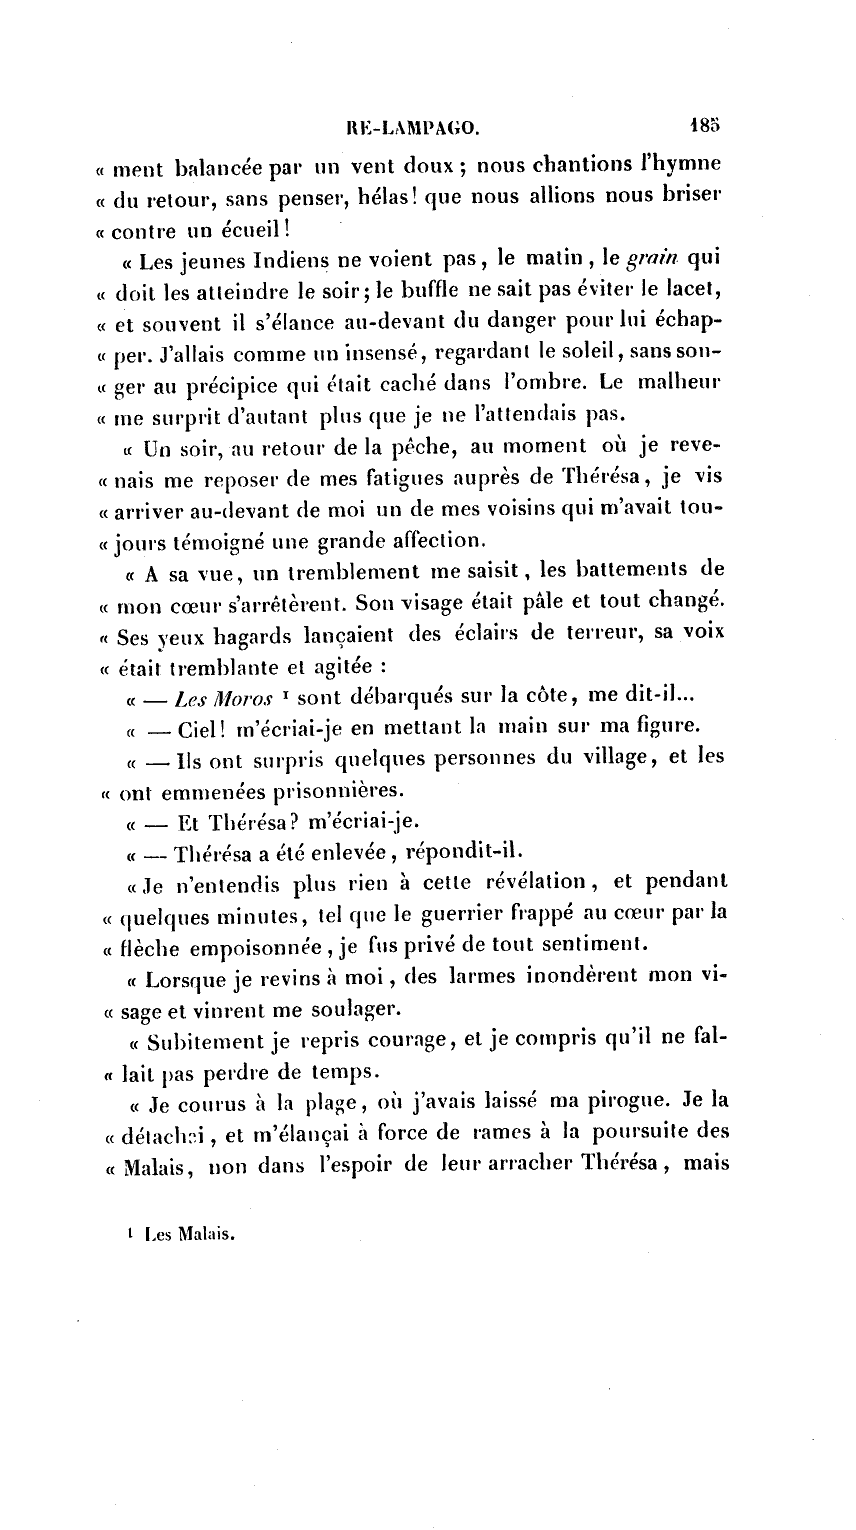 RE-LAMPAGO. 185
« ment balancée par un vent doux ; nous chantions l'hymne
« du retour, sans penser, hélas! que nous allions nous briser
« contre un écueil !
« Les jeunes Indiens ne voient pas, le matin, le grain qui
« doit les atteindre le soir; le buffle ne sait pas éviter le lacet,
« et souvent il s'élance au-devant du danger pour lui échap-
« per. J'allais comme un insensé, regardant le soleil, sans son-
« ger au précipice qui était caché dans l'ombre. Le malheur
« me surprit d'autant plus que je ne l'attendais pas.
« Un soir, au retour de la pêche, au moment où je reve-
« nais me reposer de mes fatigues auprès de Thérésa, je vis
« arriver au-devant de moi un de mes voisins qui m'avait tou-
« jours témoigné une grande affection.
« A sa vue, un tremblement me saisit, les battements de
« mon cœur s'arrêtèrent. Son visage était pâle et tout changé.
« Ses yeux hagards lançaient des éclairs de terreur, sa voix
« était tremblante et agitée :
« — Les Moros ¹ sont débarqués sur la côte, me dit-il...
« — Ciel! m'écriai-je en mettant la main sur ma figure.
« — Ils ont surpris quelques personnes du village, et les
« ont emmenées prisonnières.
« — Et Thérésa? m'écriai-je.
« — Thérésa a été enlevée, répondit-il.
« Je n'entendis plus rien à cette révélation, et pendant
« quelques minutes, tel que le guerrier frappé au cœur par la
« flèche empoisonnée, je fus privé de tout sentiment.
« Lorsque je revins à moi, des larmes inondèrent mon vi-
« sage et vinrent me soulager.
« Subitement je repris courage, et je compris qu'il ne fal-
« lait pas perdre de temps.
« Je courus à la plage, où j'avais laissé ma pirogue. Je la
« détachai, et m'élançai à force de rames à la poursuite des
« Malais, non dans l'espoir de leur arracher Thérésa, mais
¹ Les Malais.